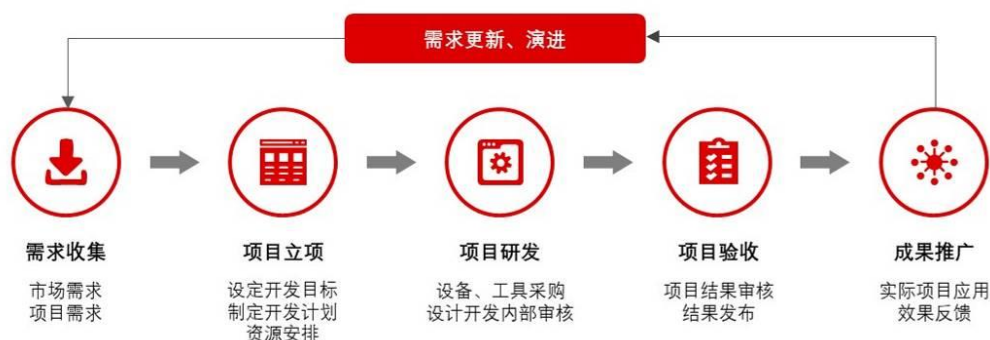 需求更新、演进
需求收集
市场需求
项目需求
项目立项
设定开发目标
制定开发计划
资源安排
项目研发
设备、工具采购
设计开发内部审核
项目验收
项目结果审核
结果发布
成果推广
实际项目应用
效果反馈